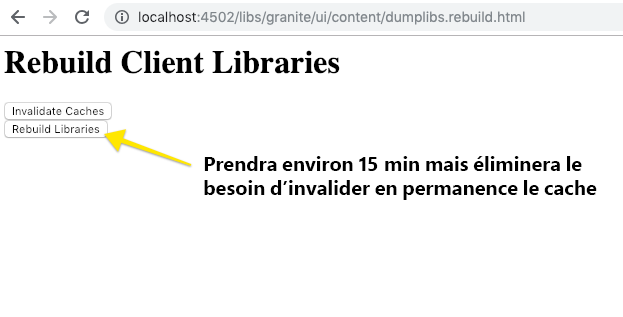 localhost:4502/libs/granite/ui/content/dumplibs.rebuild.html
Rebuild Client Libraries
Invalidate Caches
Rebuild Libraries
Prendra environ 15 min mais éliminera le
besoin d’invalider en permanence le cache